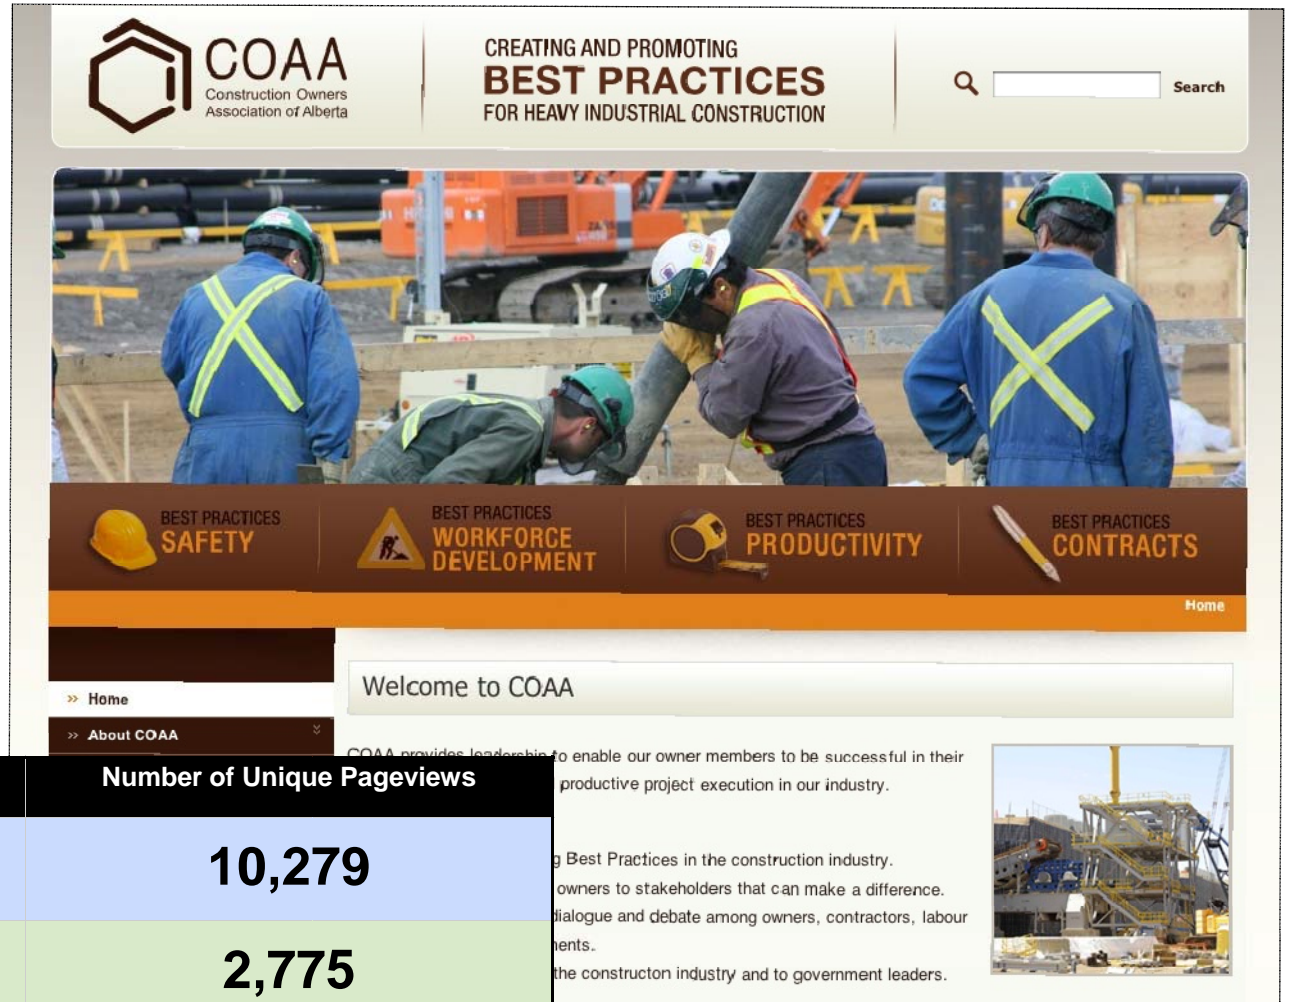 COAA
Construction Owners
Association of Alberta
CREATING AND PROMOTING
BEST PRACTICES
FOR HEAVY INDUSTRIAL CONSTRUCTION
Search
BEST PRACTICES
SAFETY
BEST PRACTICES
WORKFORCE
DEVELOPMENT
BEST PRACTICES
PRODUCTIVITY
BEST PRACTICES
CONTRACTS
Home
» Home
» About COAA
Welcome to COAA
COAA provides leadership to enable our owner members to be successful in their
productive project execution in our industry.
g Best Practices in the construction industry.
owners to stakeholders that can make a difference.
dialogue and debate among owners, contractors, labour
ments.
the constructon industry and to government leaders.
Number of Unique Pageviews
10,279
2,775